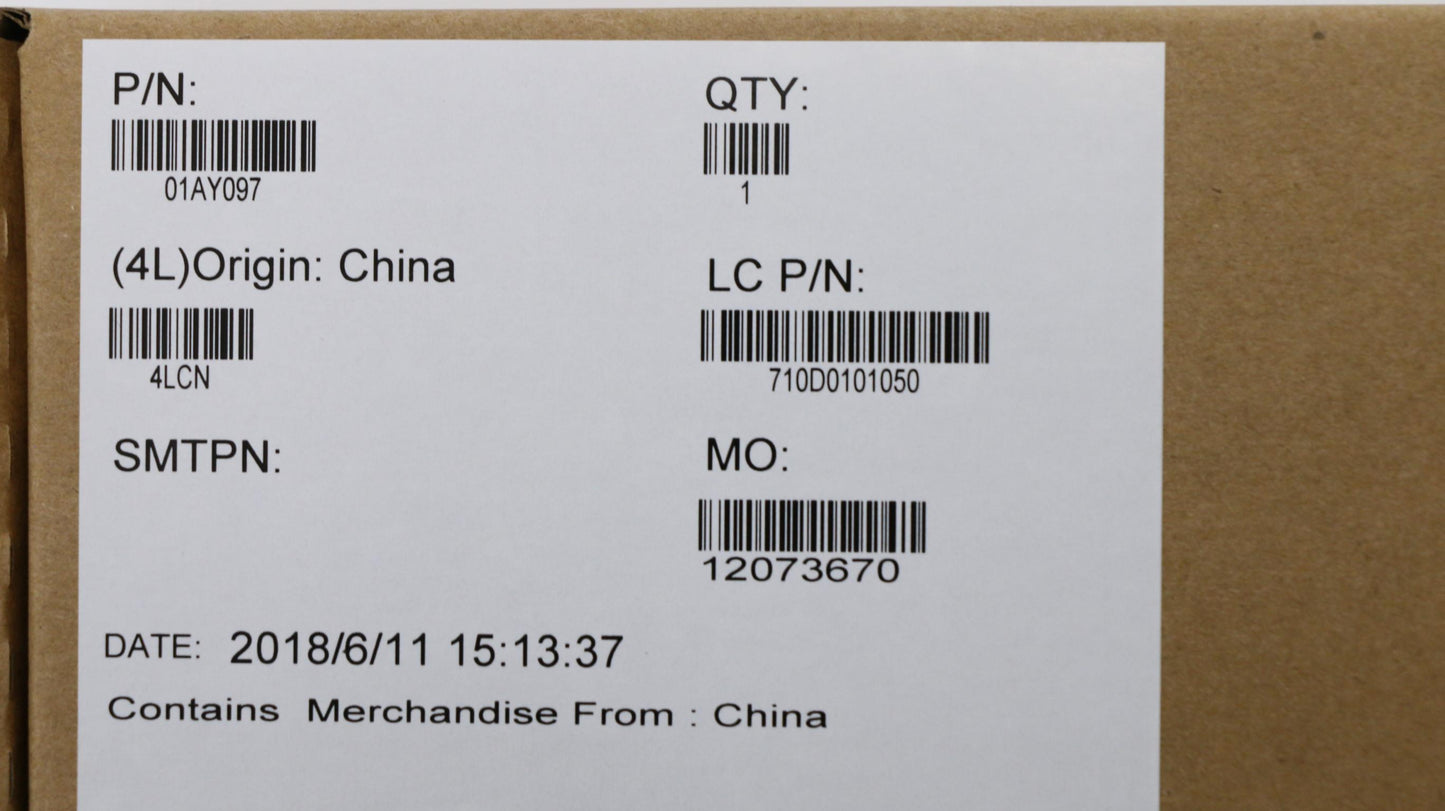 P/N:
01AY097
QTY:
1
(4L)Origin: China
4LCN
LC P/N:
710D0101050
SMTPN:
MO:
12073670
DATE: 2018/6/11 15:13:37
Contains Merchandise From : China